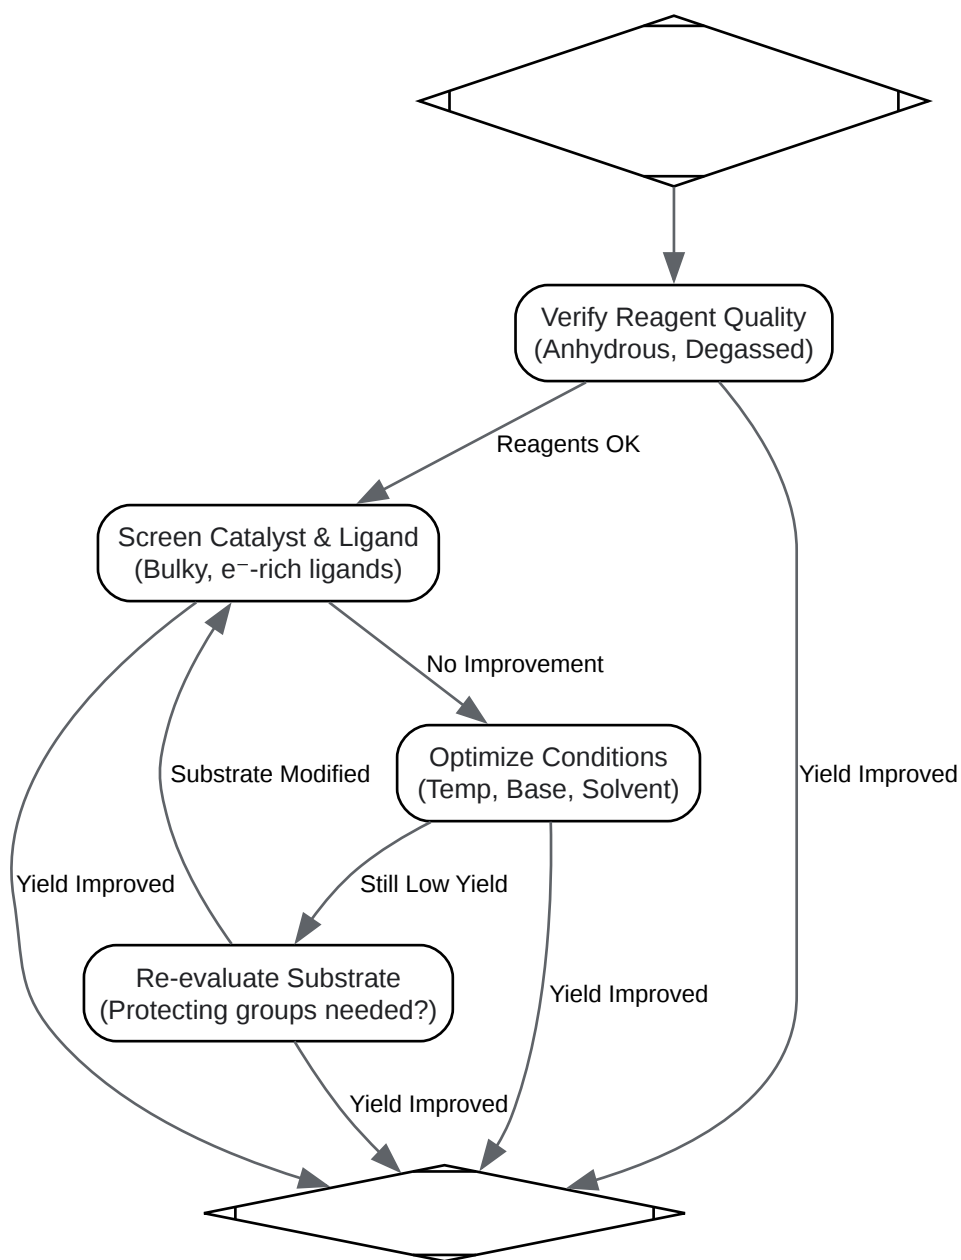 Verify Reagent Quality
(Anhydrous, Degassed)
Reagents OK
Screen Catalyst & Ligand
(Bulky, e⁻-rich ligands)
No Improvement
Optimize Conditions
(Temp, Base, Solvent)
Substrate Modified
Yield Improved
Yield Improved
Still Low Yield
Re-evaluate Substrate
(Protecting groups needed?)
Yield Improved
Yield Improved